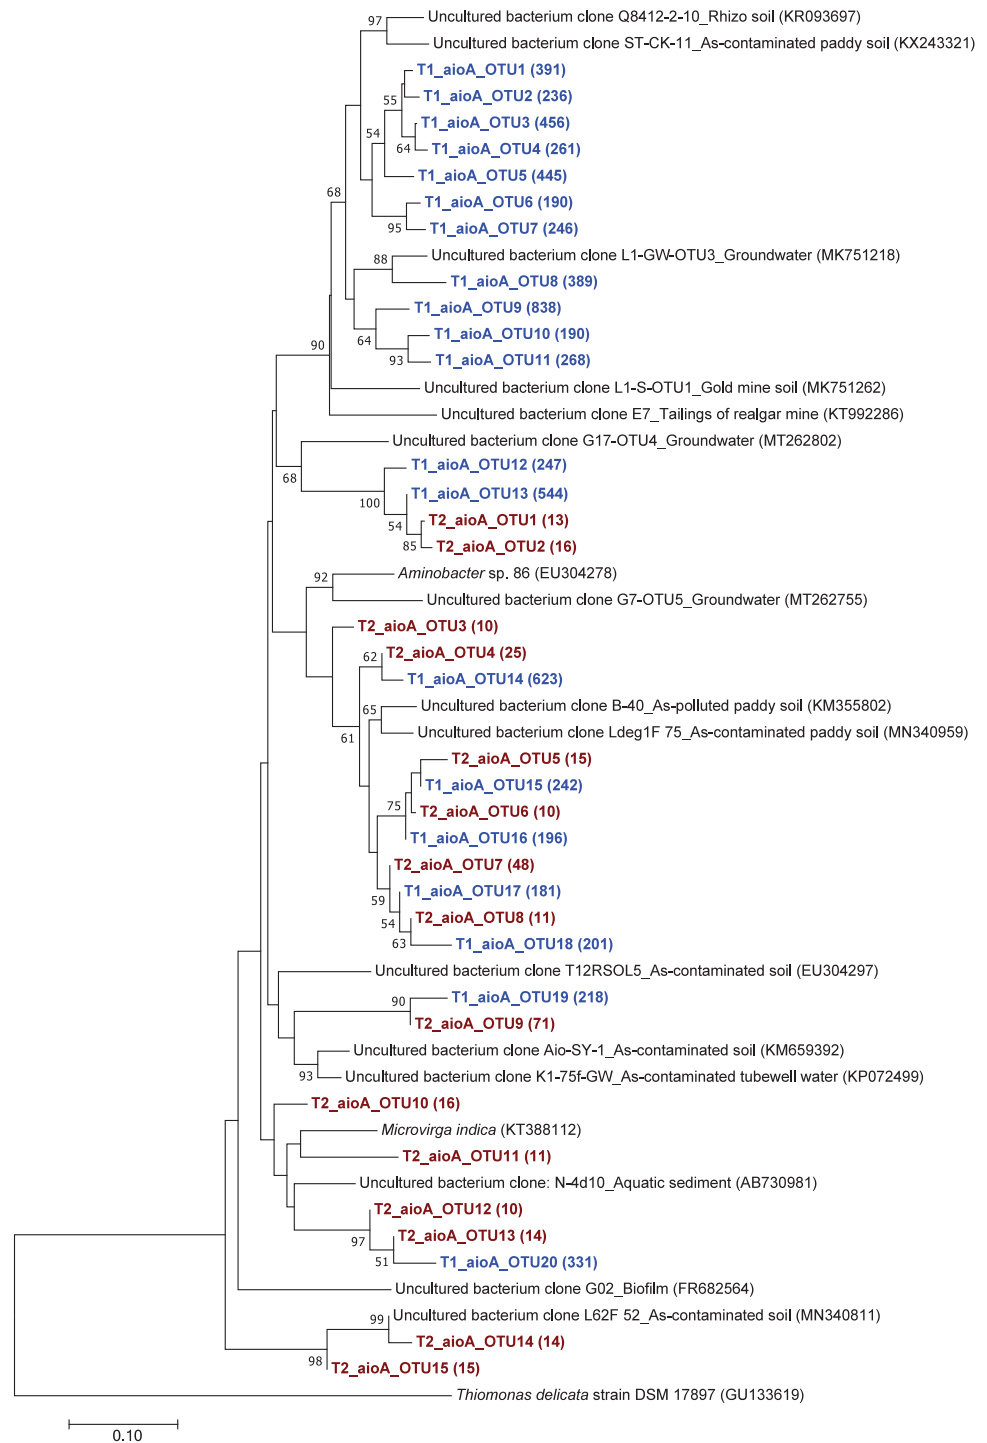 97
Uncultured bacterium clone Q8412-2-10_Rhizo soil (KR093697)
Uncultured bacterium clone ST-CK-11_As-contaminated paddy soil (KX243321)
T1_aioA_OTU1 (391)
55
T1_aioA_OTU2 (236)
T1_aioA_OTU3 (456)
54
64
T1_aioA_OTU4 (261)
T1_aioA_OTU5 (445)
68
T1_aioA_OTU6 (190)
95
T1_aioA_OTU7 (246)
88
Uncultured bacterium clone L1-GW-OTU3_Groundwater (MK751218)
T1_aioA_OTU8 (389)
T1_aioA_OTU9 (838)
64
T1_aioA_OTU10 (190)
90
93
T1_aioA_OTU11 (268)
Uncultured bacterium clone L1-S-OTU1_Gold mine soil (MK751262)
Uncultured bacterium clone E7_Tailings of realgar mine (KT992286)
Uncultured bacterium clone G17-OTU4_Groundwater (MT262802)
68
T1_aioA_OTU12 (247)
100
T1_aioA_OTU13 (544)
54
T2_aioA_OTU1 (13)
85
T2_aioA_OTU2 (16)
92
Aminobacter sp. 86 (EU304278)
Uncultured bacterium clone G7-OTU5_Groundwater (MT262755)
T2_aioA_OTU3 (10)
62
T2_aioA_OTU4 (25)
T1_aioA_OTU14 (623)
65
Uncultured bacterium clone B-40_As-polluted paddy soil (KM355802)
61
Uncultured bacterium clone Ldeg1F 75_As-contaminated paddy soil (MN340959)
T2_aioA_OTU5 (15)
T1_aioA_OTU15 (242)
75
T2_aioA_OTU6 (10)
T1_aioA_OTU16 (196)
T2_aioA_OTU7 (48)
59
T1_aioA_OTU17 (181)
54
T2_aioA_OTU8 (11)
63
T1_aioA_OTU18 (201)
Uncultured bacterium clone T12RSOL5_As-contaminated soil (EU304297)
90
T1_aioA_OTU19 (218)
T2_aioA_OTU9 (71)
Uncultured bacterium clone Aio-SY-1_As-contaminated soil (KM659392)
93
Uncultured bacterium clone K1-75f-GW_As-contaminated tubewell water (KP072499)
T2_aioA_OTU10 (16)
Microvirga indica (KT388112)
T2_aioA_OTU11 (11)
Uncultured bacterium clone: N-4d10_Aquatic sediment (AB730981)
T2_aioA_OTU12 (10)
97
T2_aioA_OTU13 (14)
51
T1_aioA_OTU20 (331)
Uncultured bacterium clone G02_Biofilm (FR682564)
99
Uncultured bacterium clone L62F 52_As-contaminated soil (MN340811)
T2_aioA_OTU14 (14)
98
T2_aioA_OTU15 (15)
Thiomonas delicata strain DSM 17897 (GU133619)
0.10